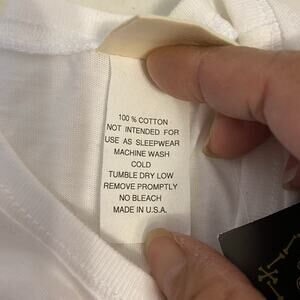 100 % COTTON
NOT INTENDED FOR
USE AS SLEEPWEAR
MACHINE WASH
COLD
TUMBLE DRY LOW
REMOVE PROMPTLY
NO BLEACH
MADE IN U.S.A.